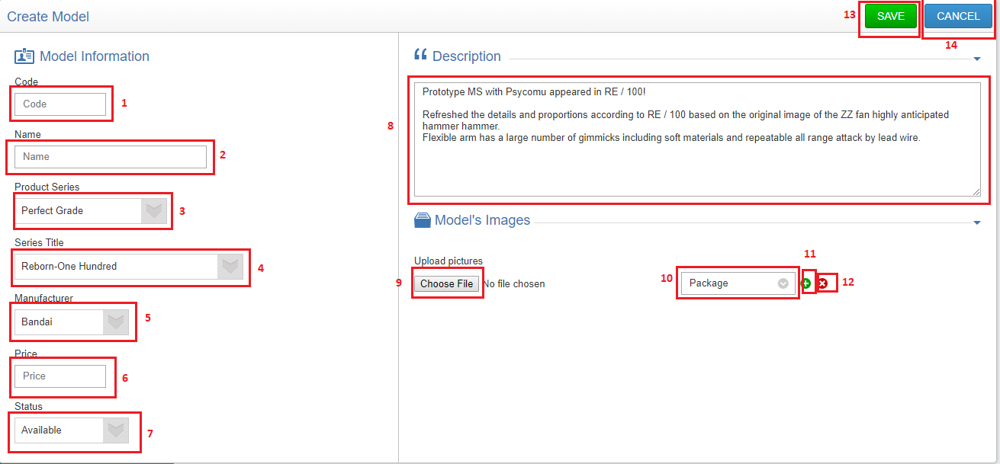 Create Model
13
SAVE
CANCEL
14
Model Information
Code
Code
1
Name
Name
2
Product Series
Perfect Grade
3
Series Title
Reborn-One Hundred
4
Manufacturer
Bandai
5
Price
Price
6
Status
Available
7
Description
8
Prototype MS with Psycomu appeared in RE / 100!
Refreshed the details and proportions according to RE / 100 based on the original image of the ZZ fan highly anticipated
hammer hammer.
Flexible arm has a large number of gimmicks including soft materials and repeatable all range attack by lead wire.
Model's Images
Upload pictures
9
Choose File No file chosen
10
Package
11
12